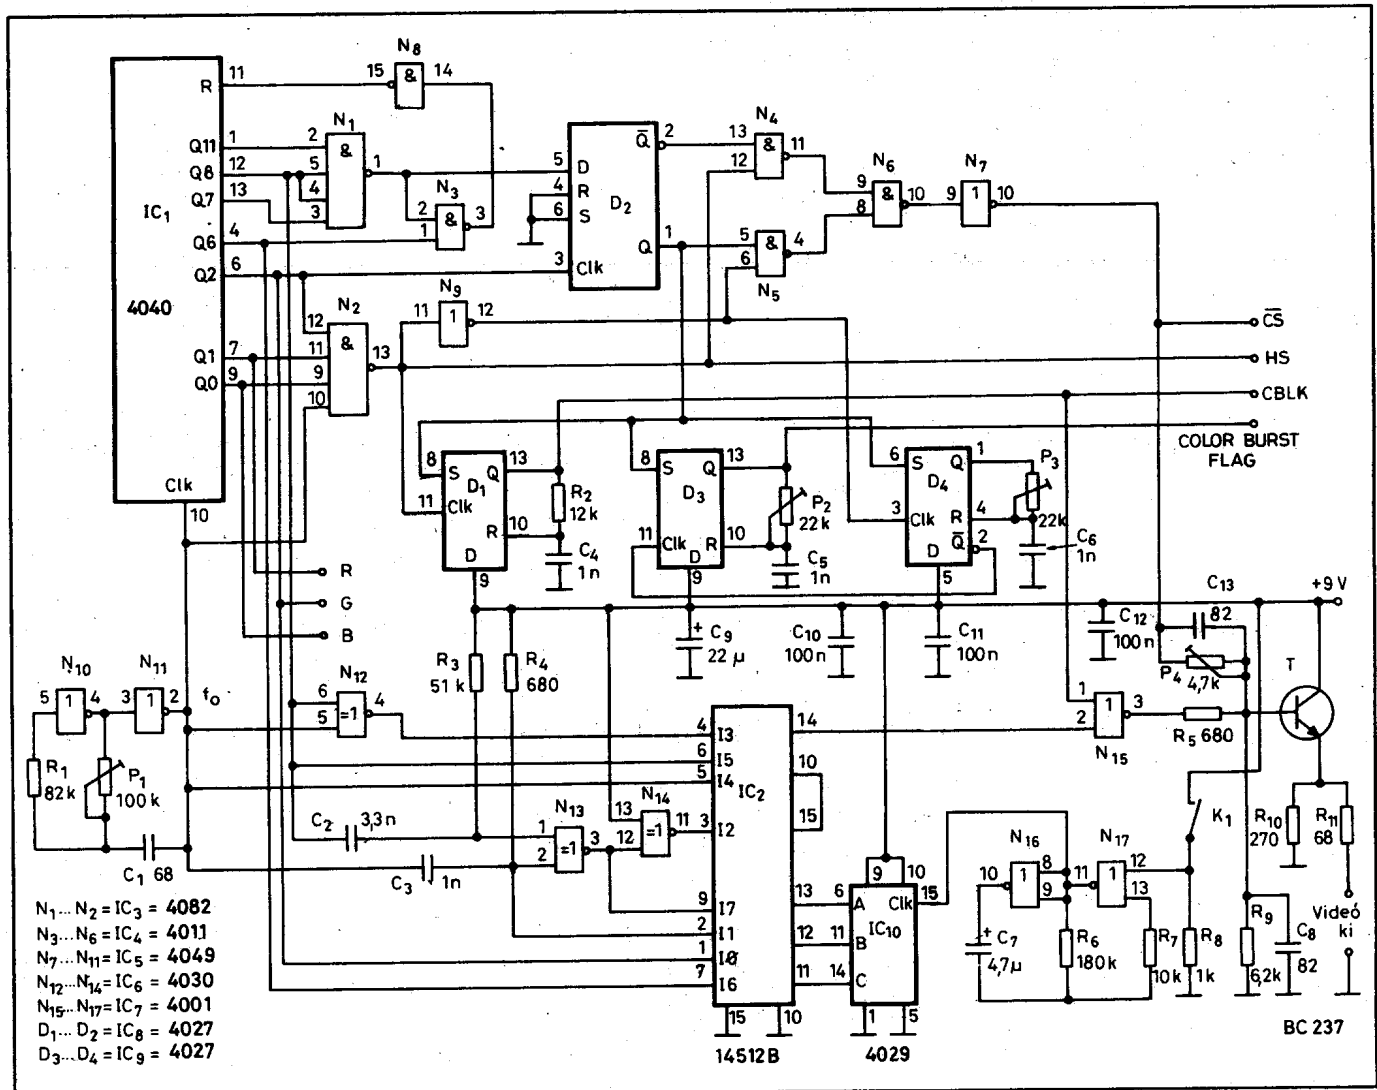 N8
11 15 & 14
R
N1
N4
Q̄ 2 13 & 11
Q11 1 2 & 1
Q8 12 5
4
5 D
4 R
6 S
D2
12
N6
N7
9 & 10 9 1 10
8
Q7 13 3
N3
2 & 3
1
IC1
Q6 4
Q 1 5 & 4
6
N5
Q2 6
3 Clk
4040
N9
11 1 12
N2
12
11 & 13
9
10
Q1 7
Q0 9
C̄S̄
HS
CBLK
COLOR BURST
FLAG
8 S Q 13
D1
11 Clk
R 10
D
9
R2
12k
C4
1n
8 S Q 13
D3
11 Clk R 10
D
9
P2
22k
C5
1n
6 S Q 1
D4
3 Clk R 4
Q̄ 2
D
5
P3
22k
C6
1n
Clk
10
R
G
B
+9 V
C13
82
C12
100n
C9
+
22 µ
C10
100n
C11
100n
R3
51 k
R4
680
P4
4,7k
T
N10
5 1 4
N11
3 1 2
f0
N12
6 =1 4
5
R1
82k
P1
100k
C1 68
C2 3,3n
C3 1n
N13
1 =1 3
2
N14
13 =1 11
12
4 I3 14
6 I5
5 I4
IC2
10
15
3 I2
9 I7 13
2 I1 12
1 I0
7 I6 11
15 10
14512B
1 1 3
2
N15
R5 680
K1
R10
270
R11
68
9 10
6 A Clk 15
11 B IC10
14 C
1 5
4029
N16
10 1 8
9
N17
11 1 12
13
C7
+
4,7µ
R6
180k
R7
10k
R8
1k
R9
6,2k
C8
82
Videó
ki
BC 237
N1...N2=IC3= 4082
N3...N6=IC4= 4011
N7...N11=IC5= 4049
N12...N14=IC6= 4030
N15...N17=IC7= 4001
D1...D2=IC8= 4027
D3...D4=IC9= 4027